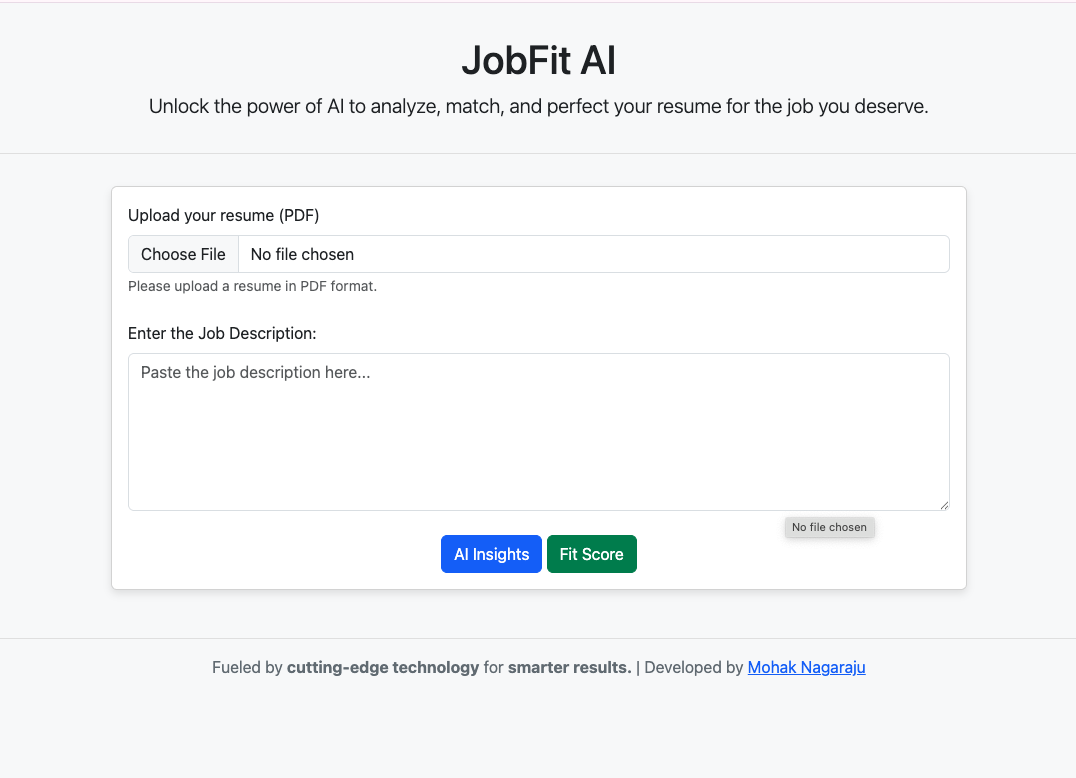 JobFit AI
Unlock the power of AI to analyze, match, and perfect your resume for the job you deserve.
Upload your resume (PDF)
Choose File No file chosen
Please upload a resume in PDF format.
Enter the Job Description:
Paste the job description here...
No file chosen
AI Insights Fit Score
Fueled by cutting-edge technology for smarter results. | Developed by Mohak Nagaraju